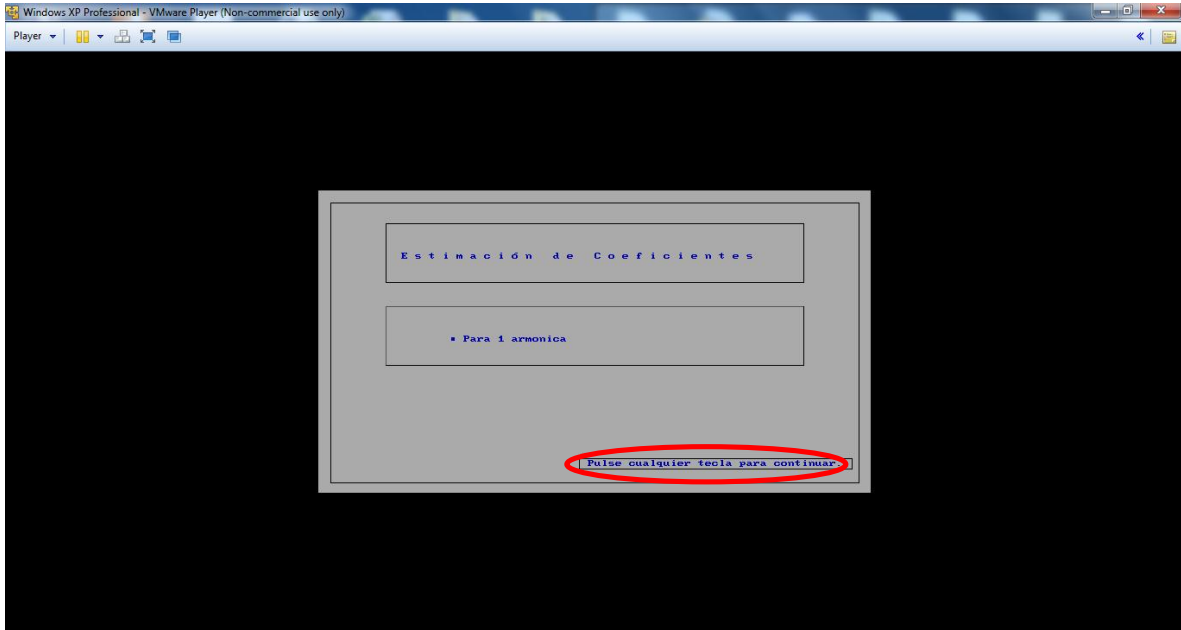 Windows XP Professional - VMware Player (Non-commercial use only)
Player
Estimación de Coeficientes
Para 1 armonica
Pulse cualquier tecla para continuar.